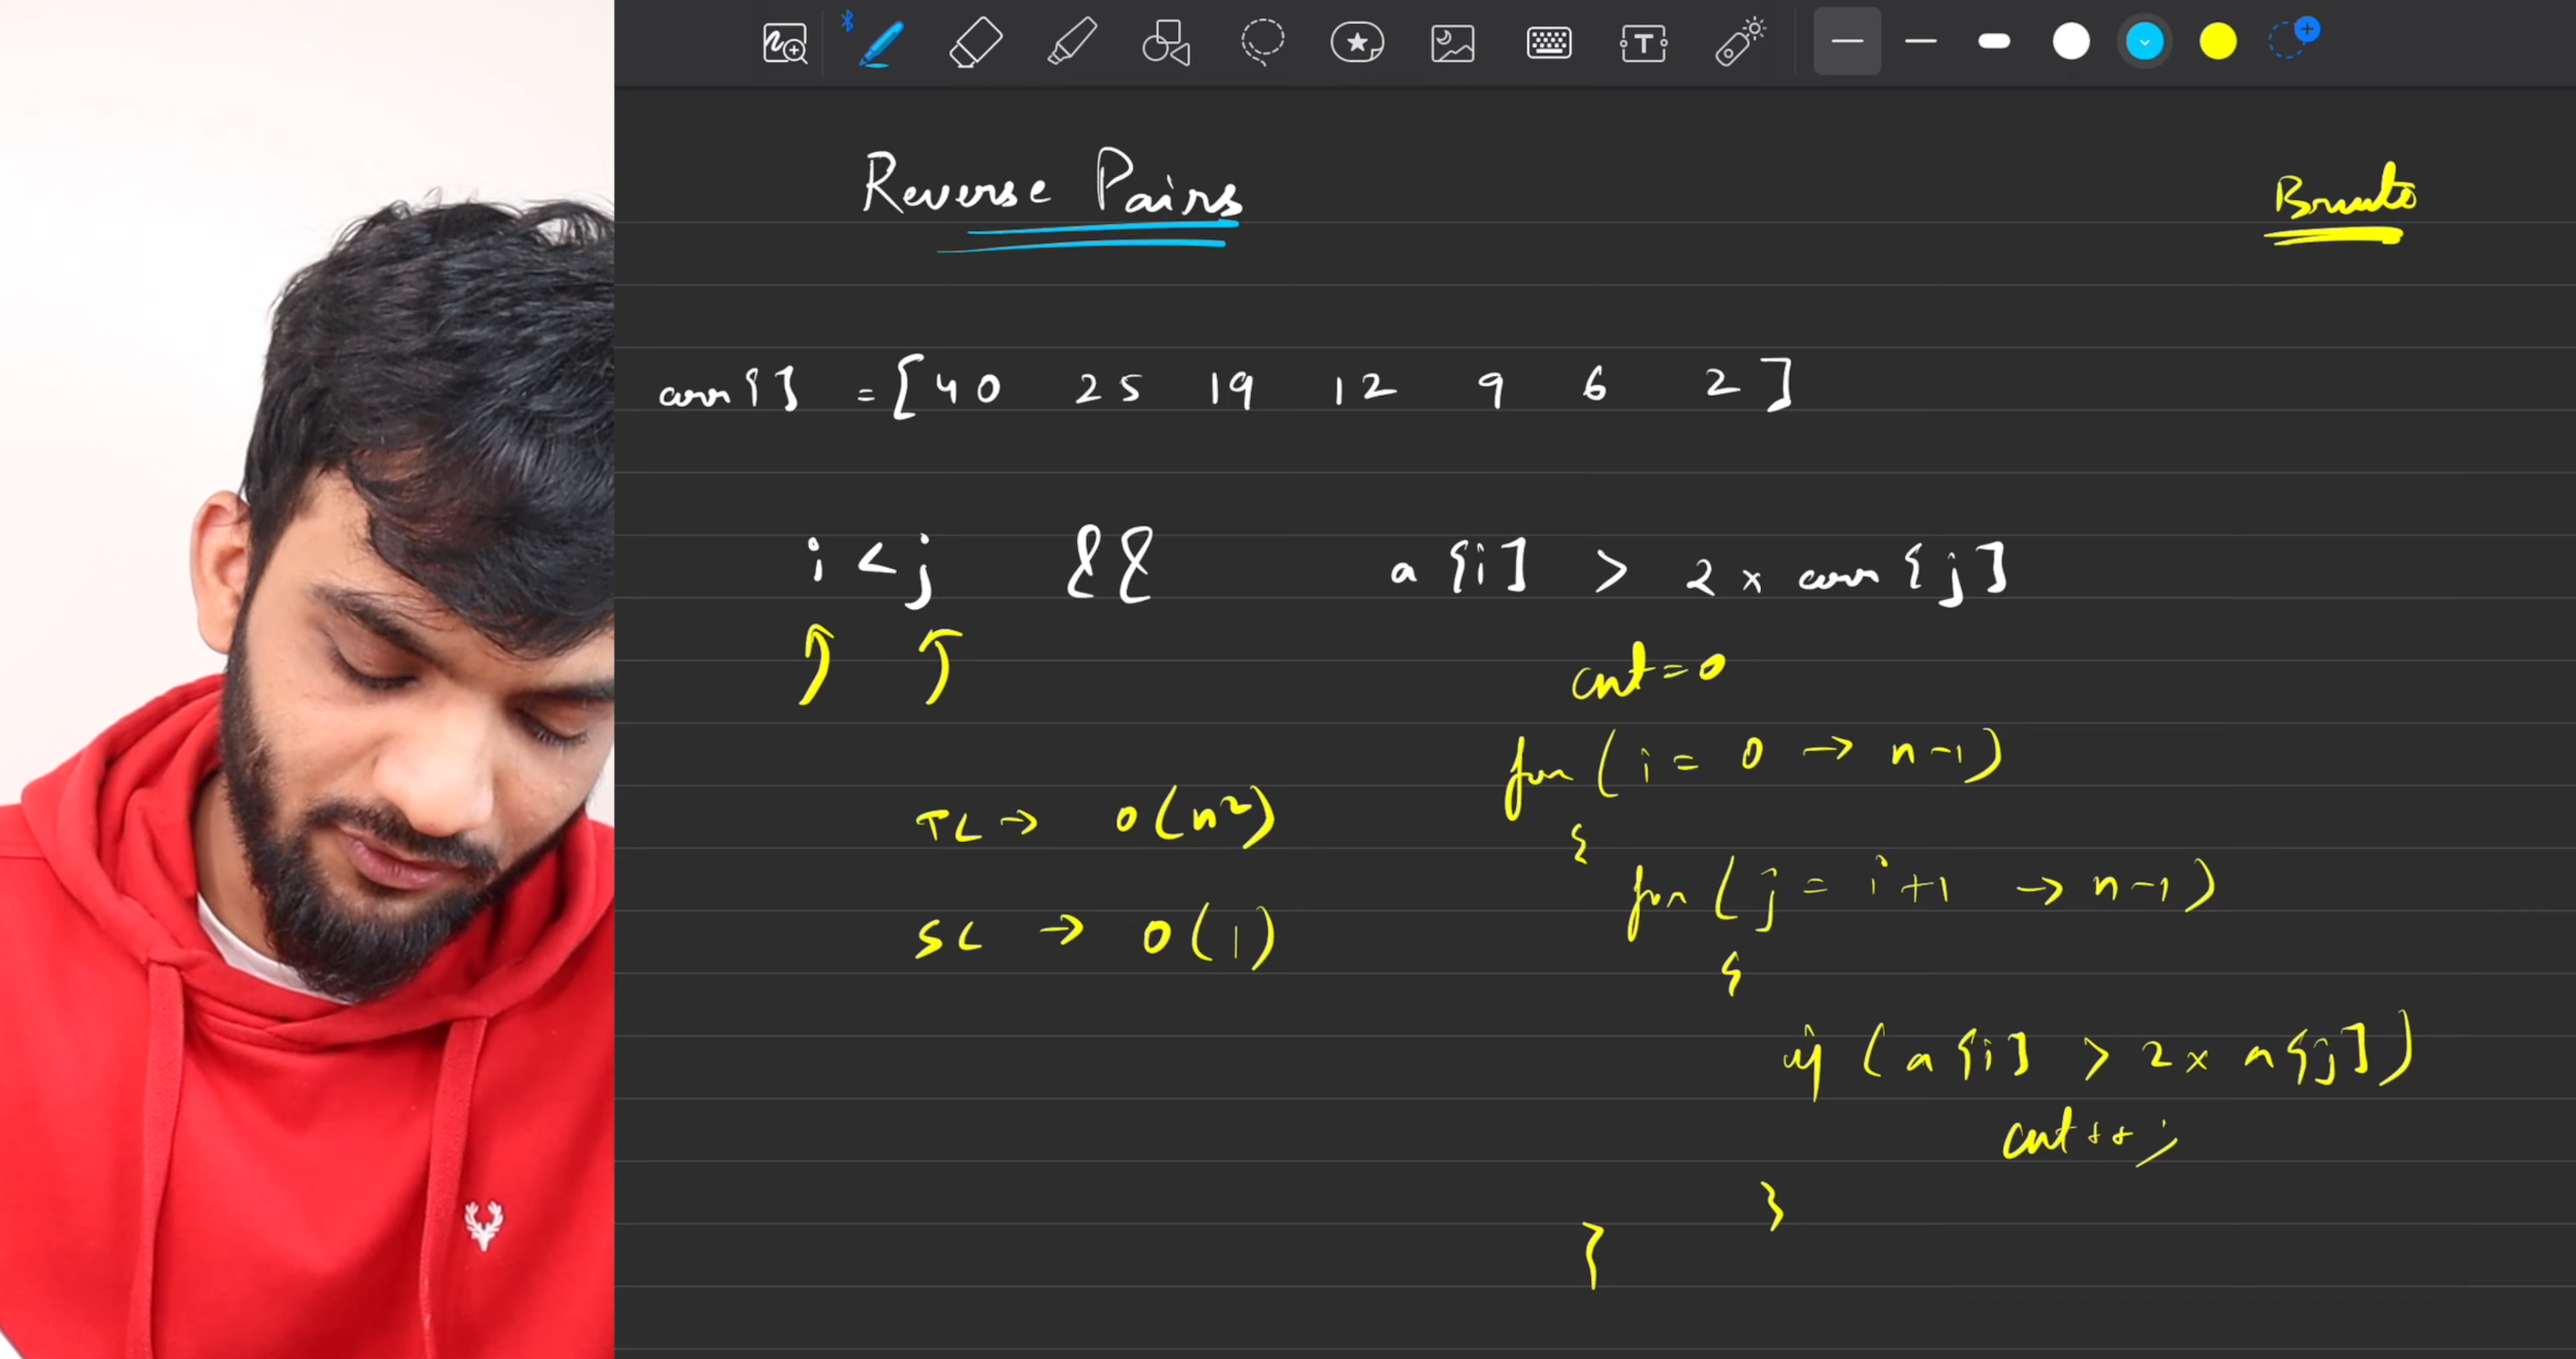 Reverse Pairs
Brute
arr[] = [40 25 19 12 9 6 2]
i < j && a[i] > 2 x arr[j]
cnt = 0
for (i = 0 → n-1)
{
for (j = i+1 → n-1)
{
if (a[i] > 2 x a[j])
cnt++;
}
}
TC → O(n²)
SC → O(1)